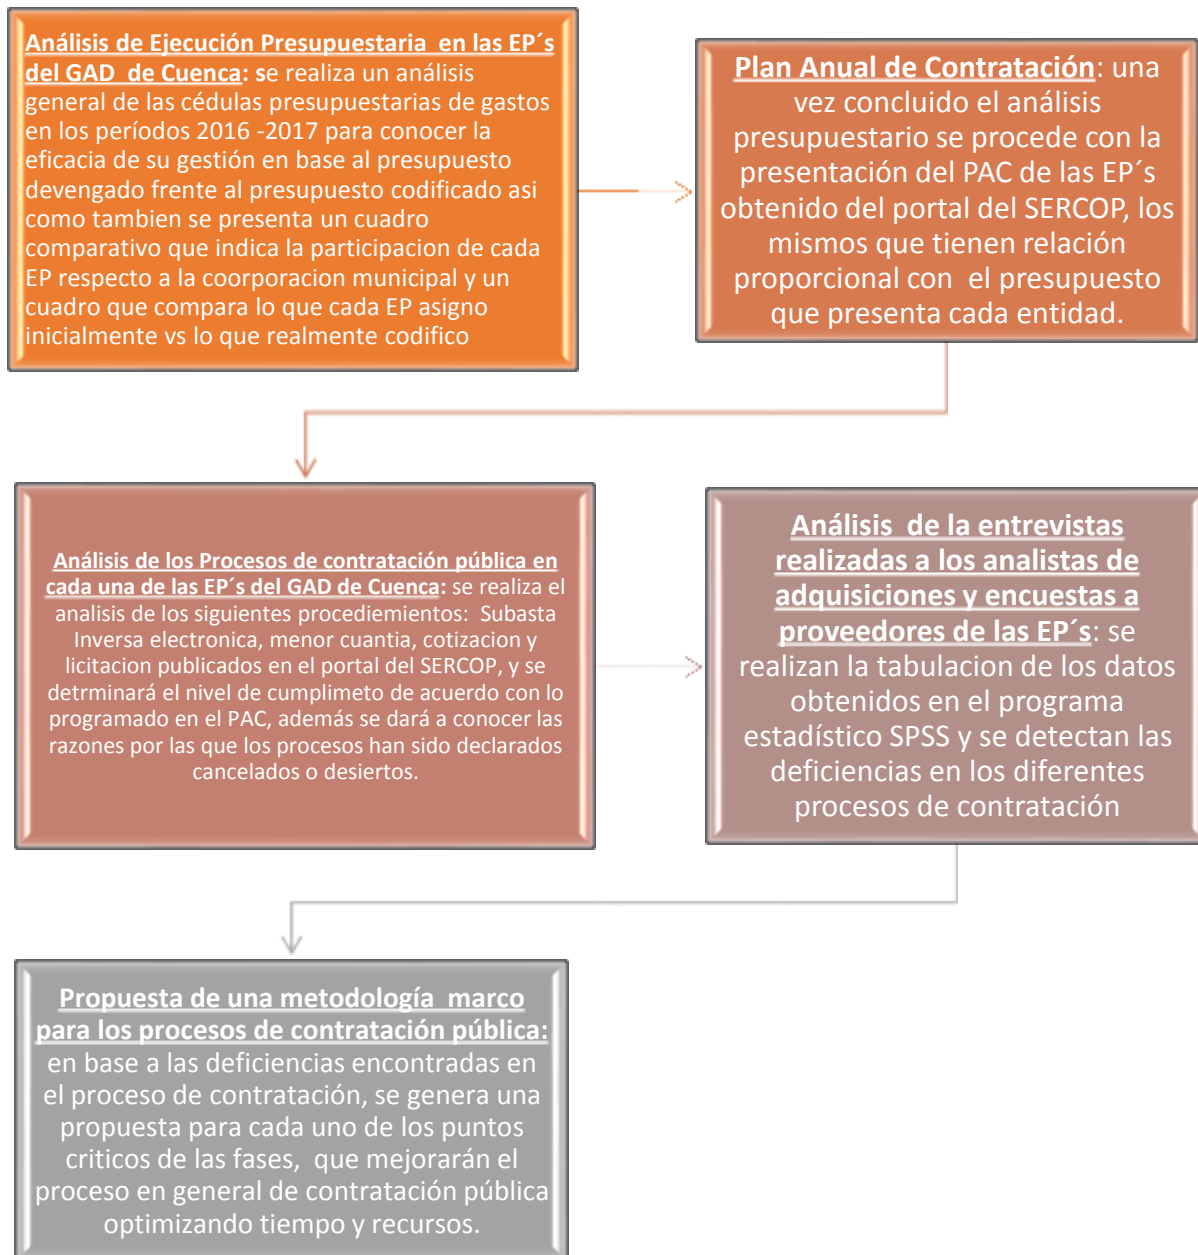 Análisis de Ejecución Presupuestaria en las EP´s
del GAD de Cuenca: se realiza un análisis
general de las cédulas presupuestarias de gastos
en los períodos 2016 -2017 para conocer la
eficacia de su gestión en base al presupuesto
devengado frente al presupuesto codificado asi
como tambien se presenta un cuadro
comparativo que indica la participacion de cada
EP respecto a la coorporacion municipal y un
cuadro que compara lo que cada EP asigno
inicialmente vs lo que realmente codifico
Plan Anual de Contratación: una
vez concluido el análisis
presupuestario se procede con la
presentación del PAC de las EP´s
obtenido del portal del SERCOP, los
mismos que tienen relación
proporcional con el presupuesto
que presenta cada entidad.
Análisis de los Procesos de contratación pública en
cada una de las EP´s del GAD de Cuenca: se realiza el
analisis de los siguientes procediemientos: Subasta
Inversa electronica, menor cuantia, cotizacion y
licitacion publicados en el portal del SERCOP, y se
detrminará el nivel de cumplimeto de acuerdo con lo
programado en el PAC, además se dará a conocer las
razones por las que los procesos han sido declarados
cancelados o desiertos.
Análisis de la entrevistas
realizadas a los analistas de
adquisiciones y encuestas a
proveedores de las EP´s: se
realizan la tabulacion de los datos
obtenidos en el programa
estadístico SPSS y se detectan las
deficiencias en los diferentes
procesos de contratación
Propuesta de una metodología marco
para los procesos de contratación pública:
en base a las deficiencias encontradas en
el proceso de contratación, se genera una
propuesta para cada uno de los puntos
criticos de las fases, que mejorarán el
proceso en general de contratación pública
optimizando tiempo y recursos.